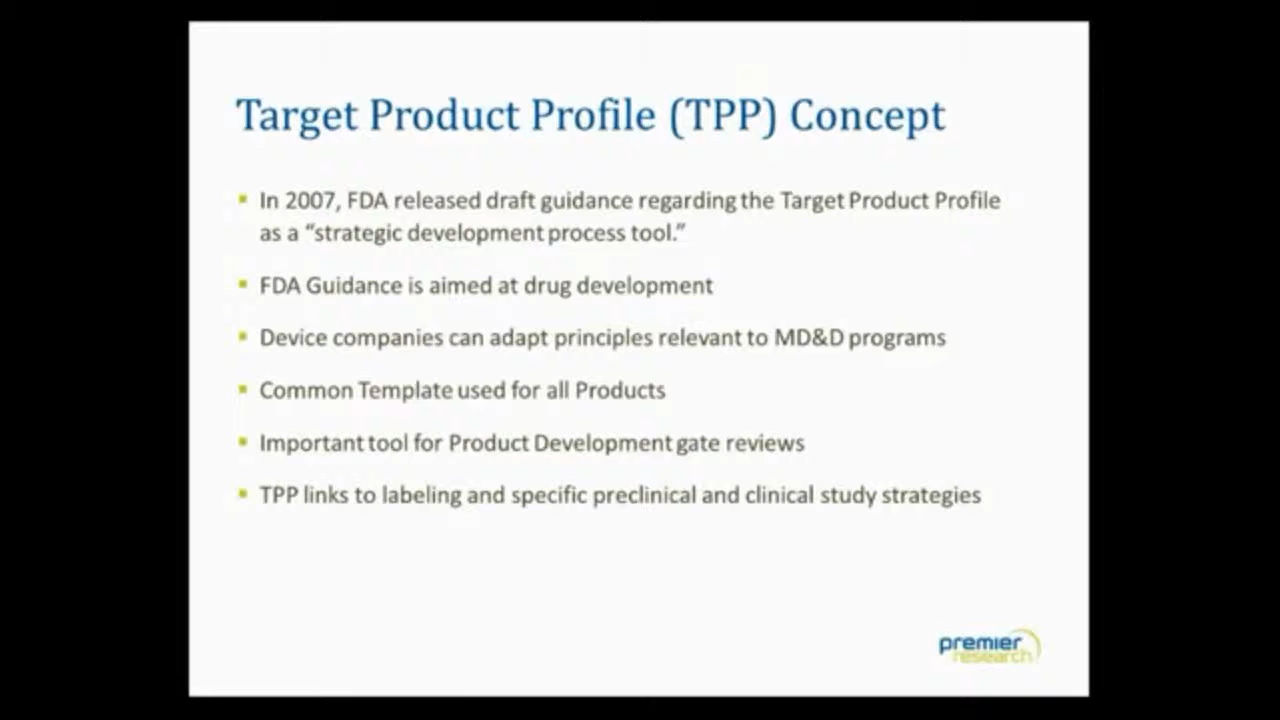 Target Product Profile (TPP) Concept
In 2007, FDA released draft guidance regarding the Target Product Profile
as a “strategic development process tool.”
FDA Guidance is aimed at drug development
Device companies can adapt principles relevant to MD&D programs
Common Template used for all Products
Important tool for Product Development gate reviews
TPP links to labeling and specific preclinical and clinical study strategies
premier
research